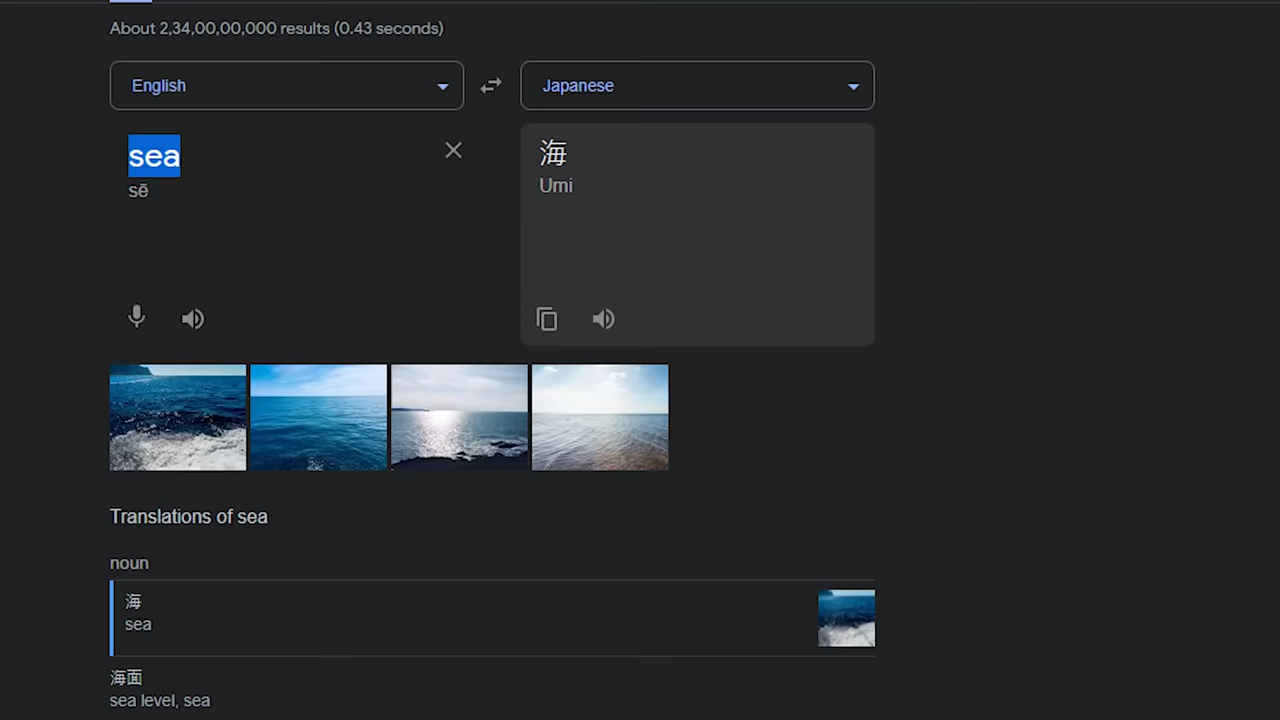 About 2,34,00,00,000 results (0.43 seconds)
English
Japanese
sea
sē
海
Umi
Translations of sea
noun
海
sea
海面
sea level, sea